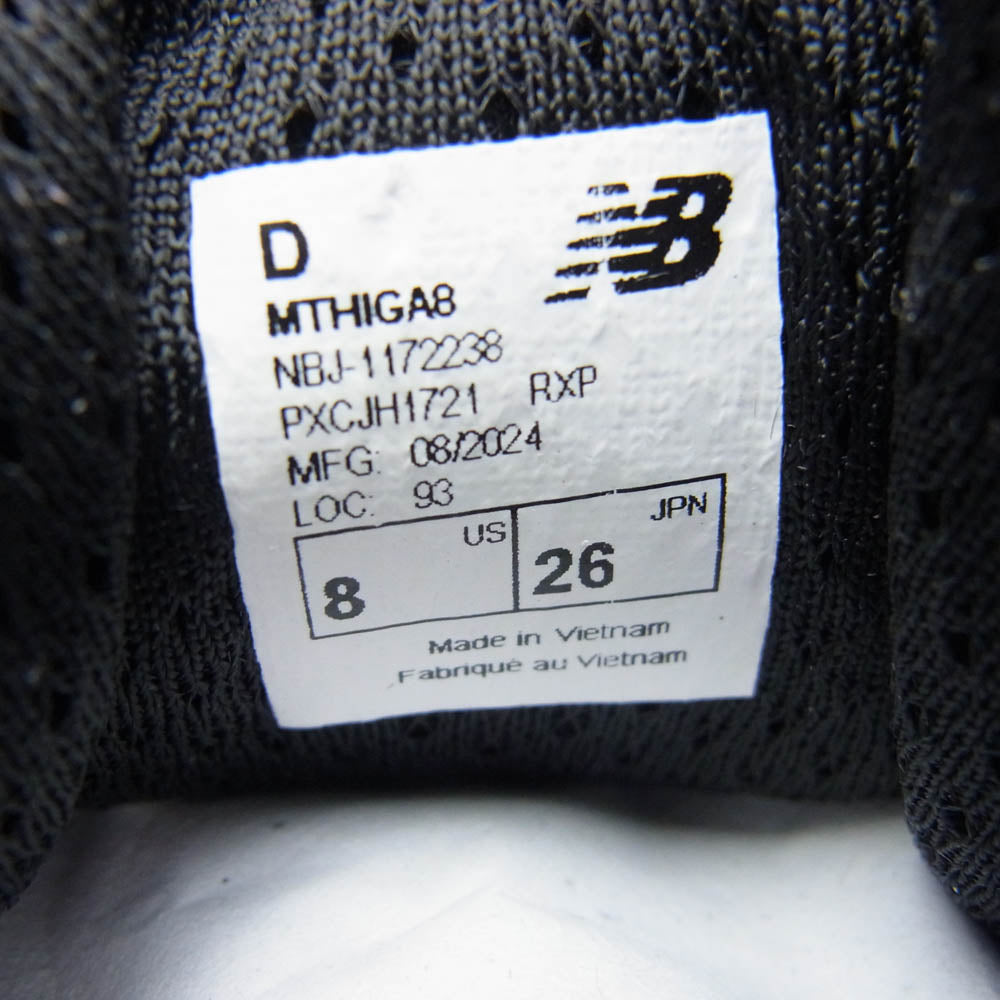 D
NB
MTHIGA8
NBJ-1172238
PXCJH1721 RXP
MFG: 08/2024
LOC: 93
8 US
26 JPN
Made in Vietnam
Fabriqué au Vietnam